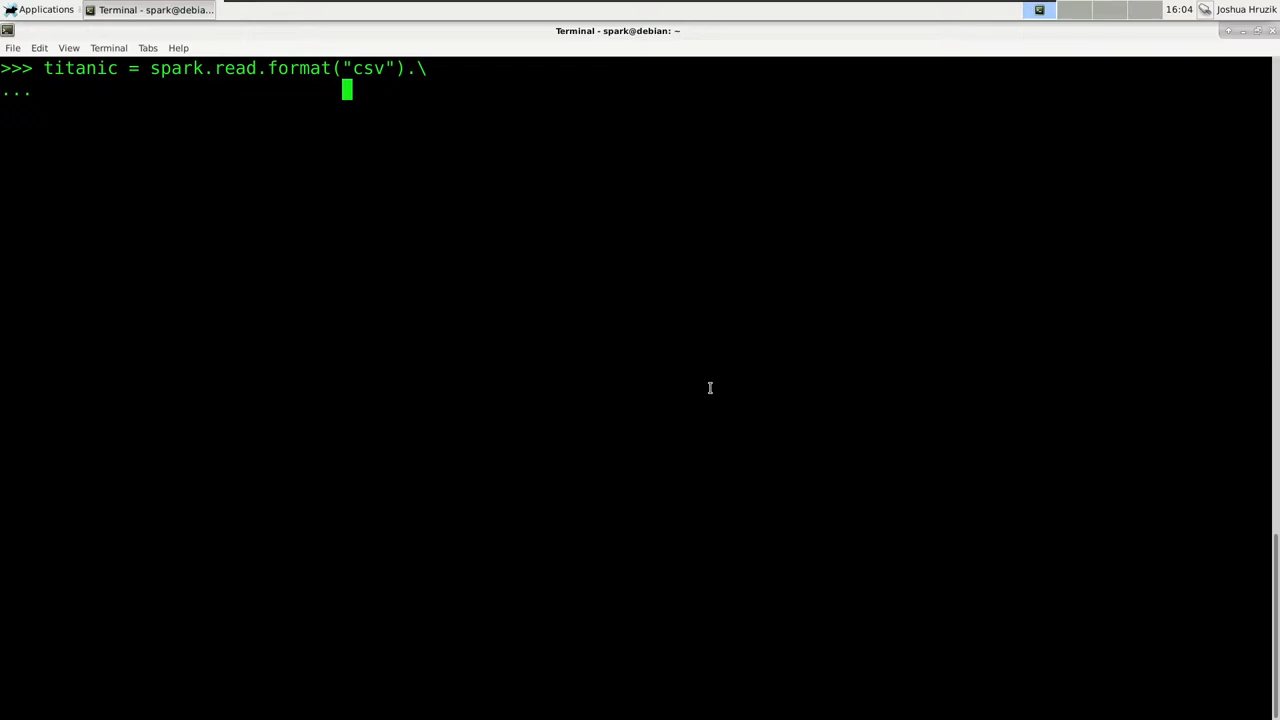 Applications
Terminal - spark@debia...
16:04
Joshua Hruzik
Terminal - spark@debian: ~
File Edit View Terminal Tabs Help
>>> titanic = spark.read.format("csv").\
...